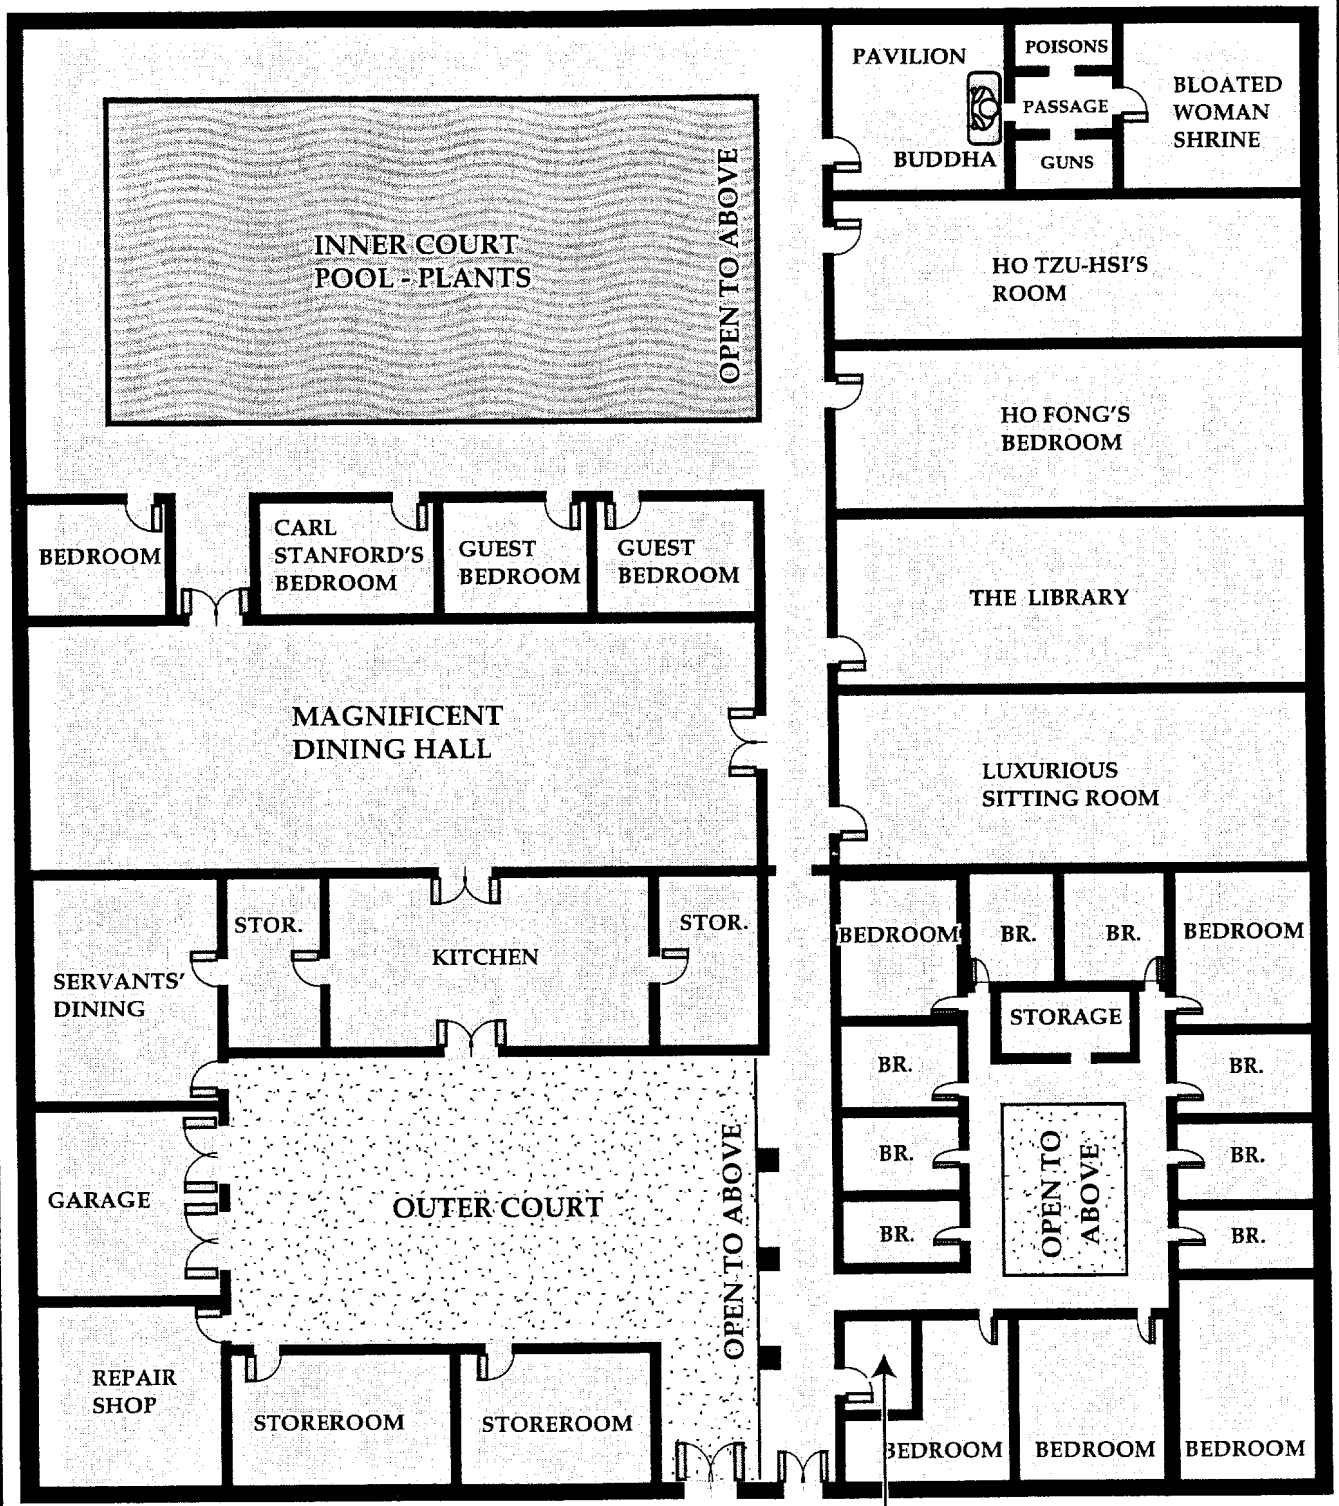 PAVILION
BUDDHA
POISONS
PASSAGE
GUNS
BLOATED
WOMAN
SHRINE
INNER COURT
POOL - PLANTS
OPEN TO ABOVE
HO TZU-HSI'S
ROOM
HO FONG'S
BEDROOM
BEDROOM
CARL
STANFORD'S
BEDROOM
GUEST
BEDROOM
GUEST
BEDROOM
THE LIBRARY
MAGNIFICENT
DINING HALL
LUXURIOUS
SITTING ROOM
SERVANTS'
DINING
STOR.
KITCHEN
STOR.
BEDROOM
BR.
BR.
BEDROOM
STORAGE
BR.
BR.
BR.
BR.
BR.
BR.
OPEN TO
ABOVE
GARAGE
OUTER COURT
OPEN TO ABOVE
REPAIR
SHOP
STOREROOM
STOREROOM
BEDROOM
BEDROOM
BEDROOM